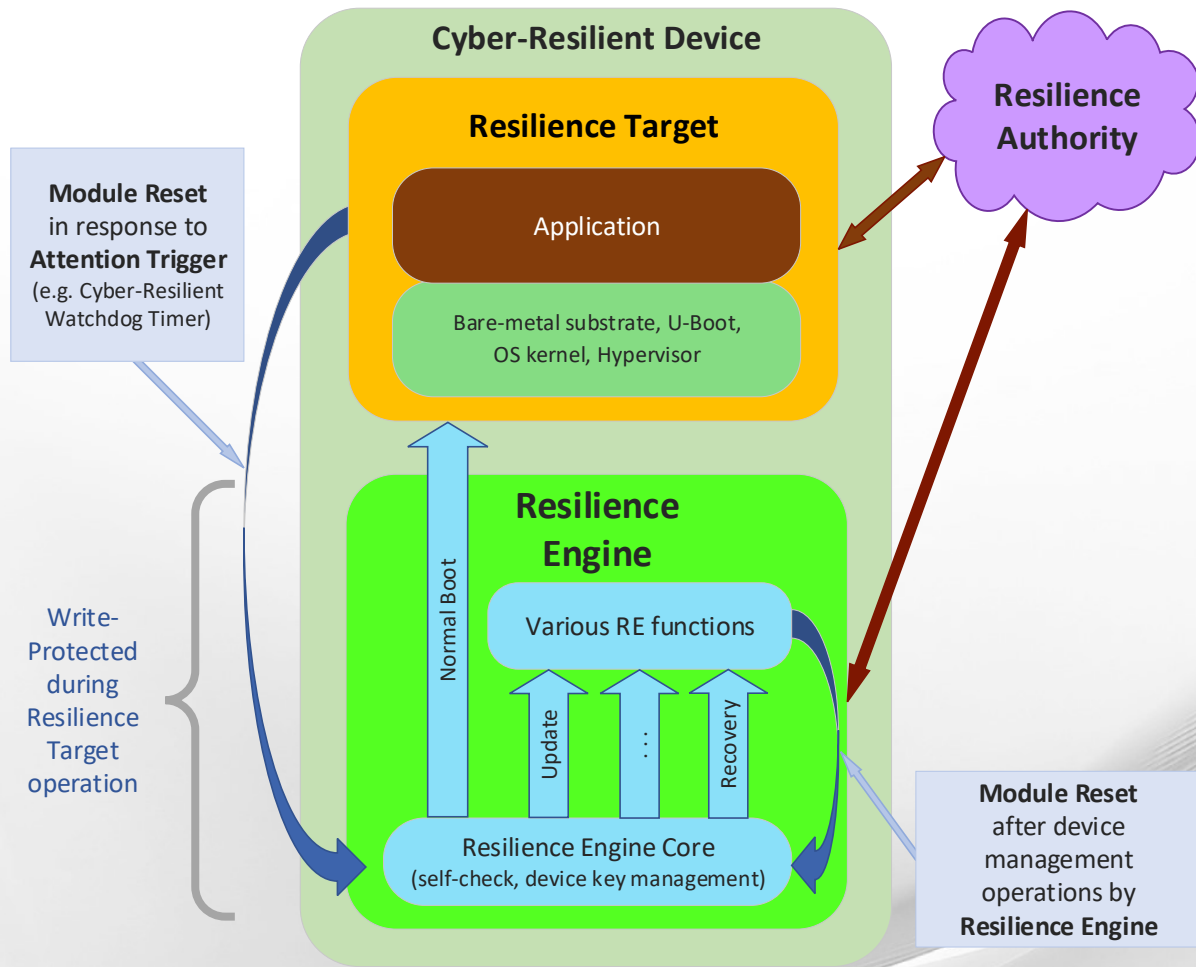 Cyber-Resilient Device
Resilience Target
Application
Bare-metal substrate, U-Boot,
OS kernel, Hypervisor
Resilience
Authority
Module Reset
in response to
Attention Trigger
(e.g. Cyber-Resilient
Watchdog Timer)
Write-
Protected
during
Resilience
Target
operation
Resilience
Engine
Normal Boot
Various RE functions
Update
...
Recovery
Resilience Engine Core
(self-check, device key management)
Module Reset
after device
management
operations by
Resilience Engine